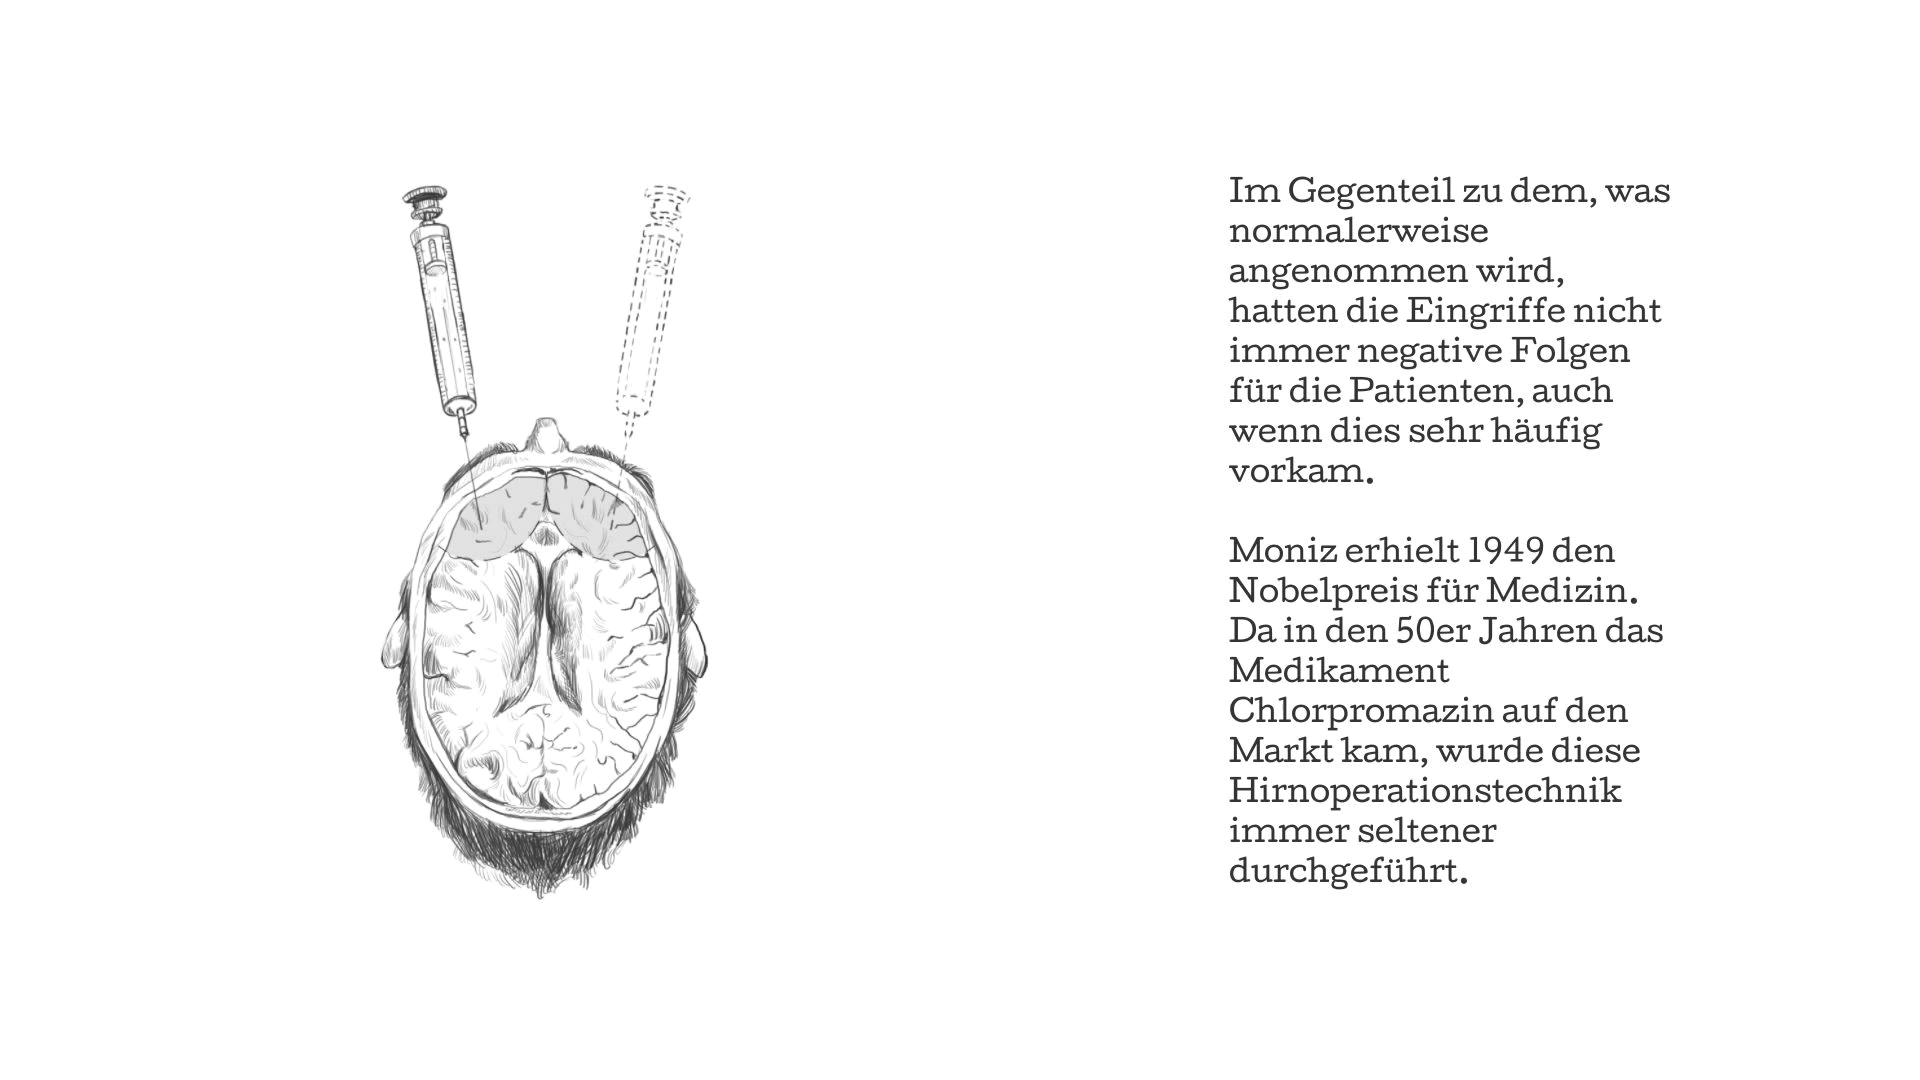 Im Gegenteil zu dem, was
normalerweise
angenommen wird,
hatten die Eingriffe nicht
immer negative Folgen
für die Patienten, auch
wenn dies sehr häufig
vorkam.
Moniz erhielt 1949 den
Nobelpreis für Medizin.
Da in den 50er Jahren das
Medikament
Chlorpromazin auf den
Markt kam, wurde diese
Hirnoperationstechnik
immer seltener
durchgeführt.